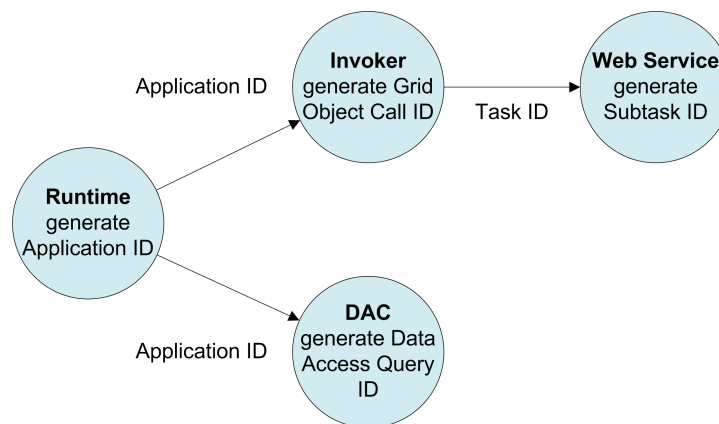 Invoker
generate Grid
Object Call ID
Web Service
generate
Subtask ID
Application ID
Task ID
Runtime
generate
Application ID
DAC
generate Data
Access Query
ID
Application ID